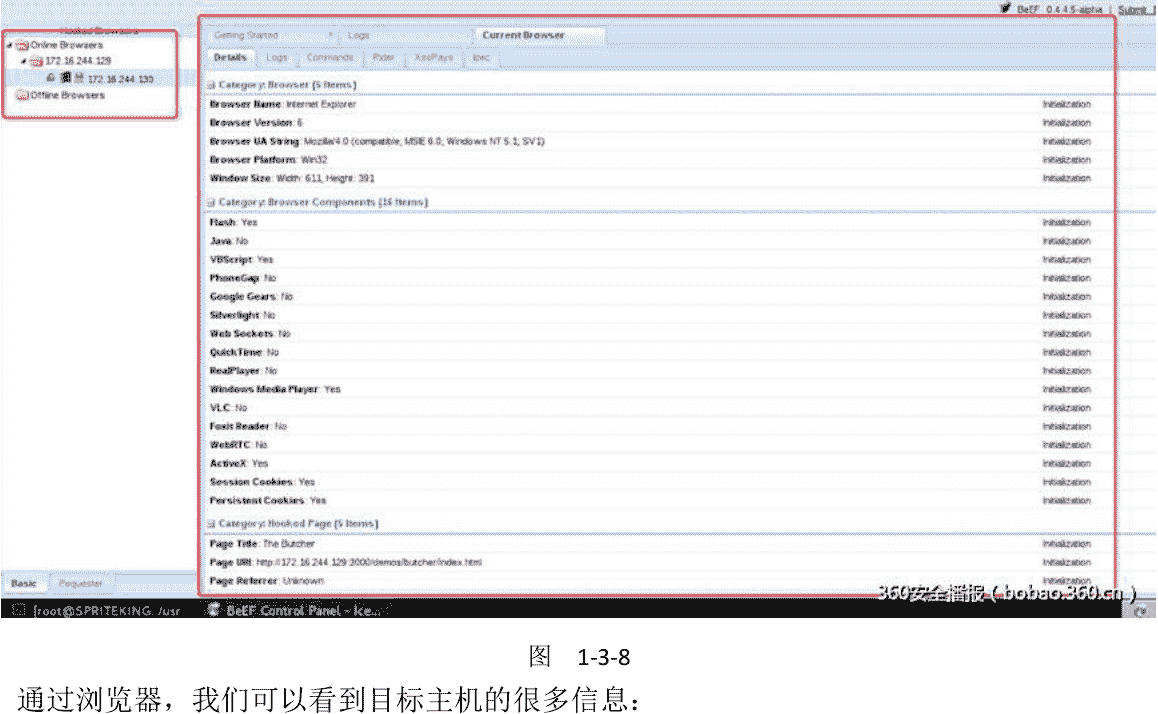 BeEF 0.4.4.5-alpha | Submit
Hooked Browsers
Online Browsers
172.16.244.129
172.16.244.130
Offline Browsers
Getting Started
Logs
Current Browser
Details
Logs
Commands
Rider
XssRays
Ipec
Category: Browser (5 Items)
Browser Name: Internet Explorer Initialization
Browser Version: 6 Initialization
Browser UA String: Mozilla/4.0 (compatible; MSIE 6.0; Windows NT 5.1; SV1) Initialization
Browser Platform: Win32 Initialization
Window Size: Width: 611, Height: 391 Initialization
Category: Browser Components (16 Items)
Flash: Yes Initialization
Java: No Initialization
VBScript: Yes Initialization
PhoneGap: No Initialization
Google Gears: No Initialization
Silverlight: No Initialization
Web Sockets: No Initialization
QuickTime: No Initialization
RealPlayer: No Initialization
Windows Media Player: Yes Initialization
VLC: No Initialization
Foxit Reader: No Initialization
WebRTC: No Initialization
ActiveX: Yes Initialization
Session Cookies: Yes Initialization
Persistent Cookies: Yes Initialization
Category: Hooked Page (5 Items)
Page Title: The Butcher Initialization
Page URI: http://172.16.244.129:3000/demos/butcher/index.html Initialization
Page Referrer: Unknown Initialization
Basic
Requester
360安全播报(bobao.360.cn)
[root@SPRITEKING: /usr
BeEF Control Panel - Ice...
图 1-3-8
通过浏览器，我们可以看到目标主机的很多信息：